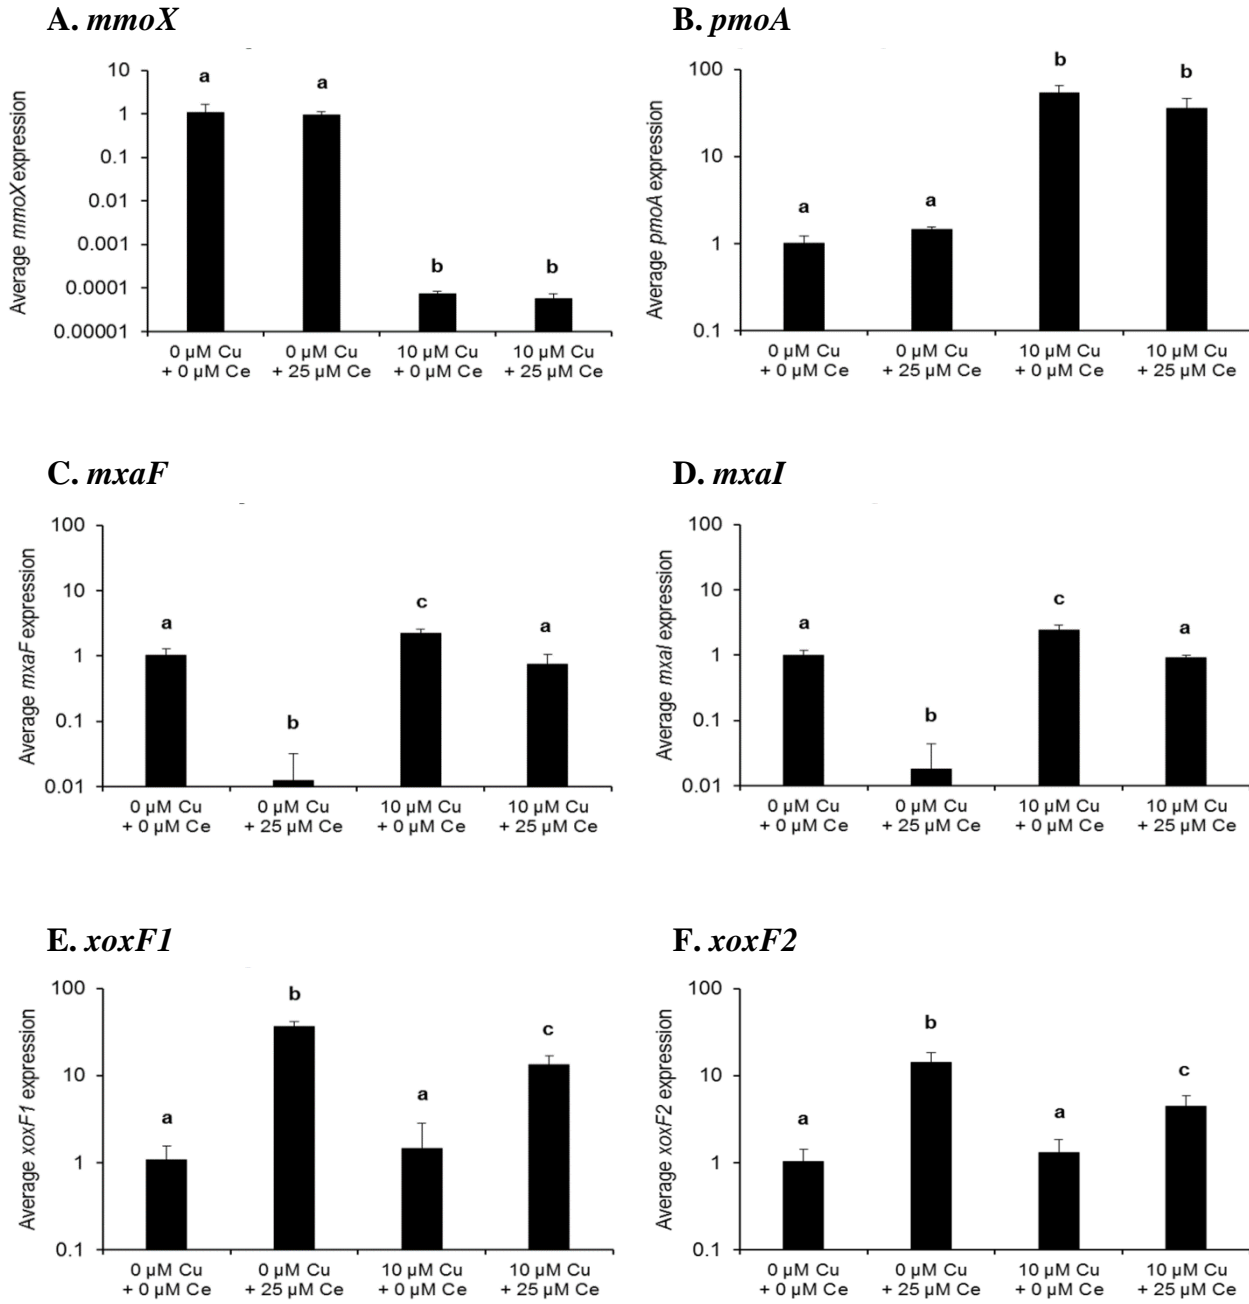 A. mmoX
Average mmoX expression
10
1
0.1
0.01
0.001
0.0001
0.00001
a
a
b
b
0 µM Cu
+ 0 µM Ce
0 µM Cu
+ 25 µM Ce
10 µM Cu
+ 0 µM Ce
10 µM Cu
+ 25 µM Ce
B. pmoA
Average pmoA expression
100
10
1
0.1
a
a
b
b
0 µM Cu
+ 0 µM Ce
0 µM Cu
+ 25 µM Ce
10 µM Cu
+ 0 µM Ce
10 µM Cu
+ 25 µM Ce
C. mxaF
Average mxaF expression
100
10
1
0.1
0.01
a
b
c
a
0 µM Cu
+ 0 µM Ce
0 µM Cu
+ 25 µM Ce
10 µM Cu
+ 0 µM Ce
10 µM Cu
+ 25 µM Ce
D. mxaI
Average mxaI expression
100
10
1
0.1
0.01
a
b
c
a
0 µM Cu
+ 0 µM Ce
0 µM Cu
+ 25 µM Ce
10 µM Cu
+ 0 µM Ce
10 µM Cu
+ 25 µM Ce
E. xoxF1
Average xoxF1 expression
100
10
1
0.1
a
b
a
c
0 µM Cu
+ 0 µM Ce
0 µM Cu
+ 25 µM Ce
10 µM Cu
+ 0 µM Ce
10 µM Cu
+ 25 µM Ce
F. xoxF2
Average xoxF2 expression
100
10
1
0.1
a
b
a
c
0 µM Cu
+ 0 µM Ce
0 µM Cu
+ 25 µM Ce
10 µM Cu
+ 0 µM Ce
10 µM Cu
+ 25 µM Ce